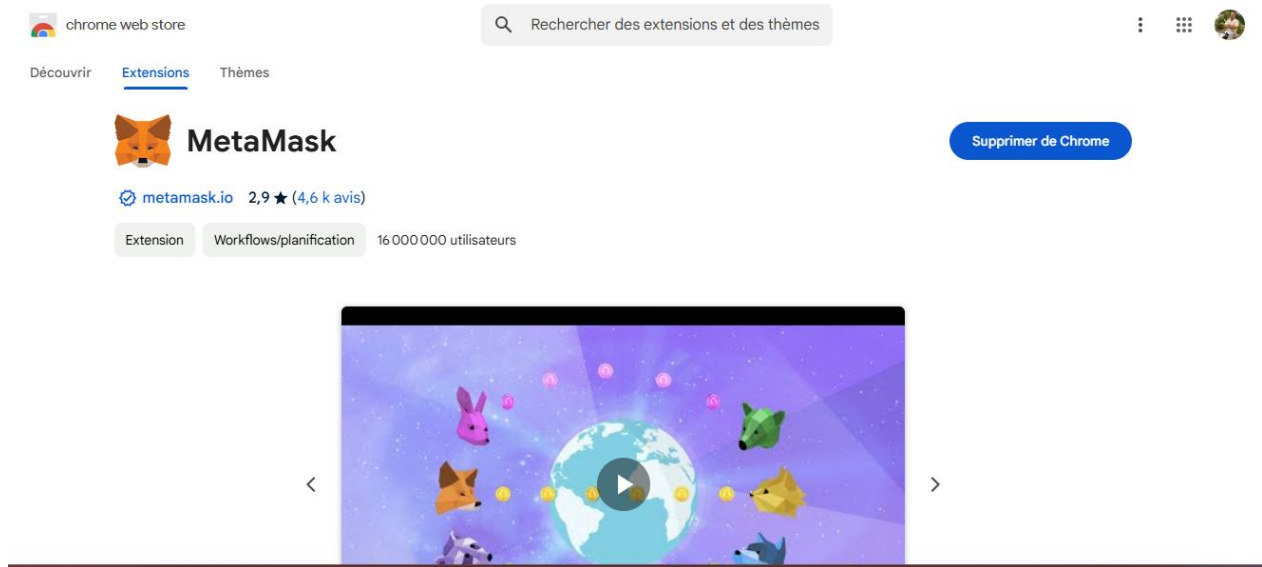 chrome web store
Rechercher des extensions et des thèmes
Découvrir Extensions Thèmes
MetaMask
Supprimer de Chrome
metamask.io 2,9 ★ (4,6 k avis)
Extension Workflows/planification 16 000 000 utilisateurs